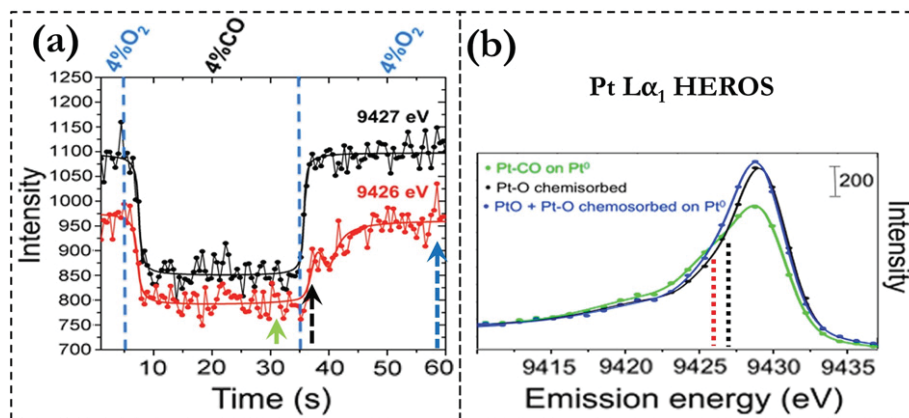 (a)
4%O₂
4%CO
4%O₂
1250
1200
1150
1100
1050
1000
950
900
850
800
750
700
Intensity
9427 eV
9426 eV
10
20
30
40
50
60
Time (s)
(b)
Pt Lα₁ HEROS
Pt-CO on Pt⁰
Pt-O chemisorbed
PtO + Pt-O chemosorbed on Pt⁰
200
Intensity
9415
9420
9425
9430
9435
Emission energy (eV)